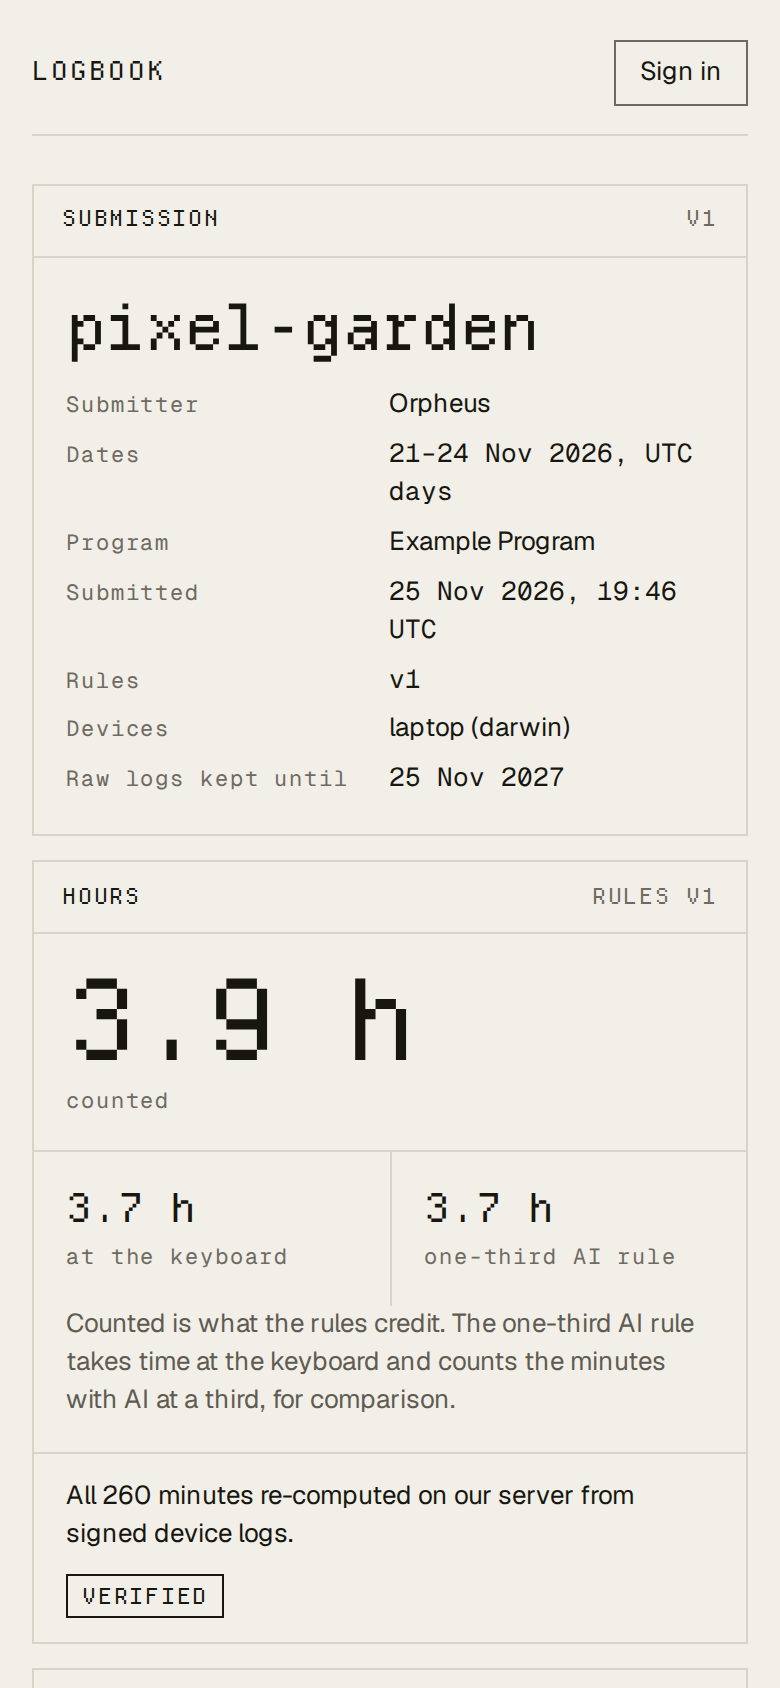 LOGBOOK
Sign in
SUBMISSION V1
pixel-garden
Submitter Orpheus
Dates 21–24 Nov 2026, UTC
days
Program Example Program
Submitted 25 Nov 2026, 19:46
UTC
Rules v1
Devices laptop (darwin)
Raw logs kept until 25 Nov 2027
HOURS RULES V1
3.9 h
counted
3.7 h 3.7 h
at the keyboard one-third AI rule
Counted is what the rules credit. The one-third AI rule
takes time at the keyboard and counts the minutes
with AI at a third, for comparison.
All 260 minutes re-computed on our server from
signed device logs.
VERIFIED